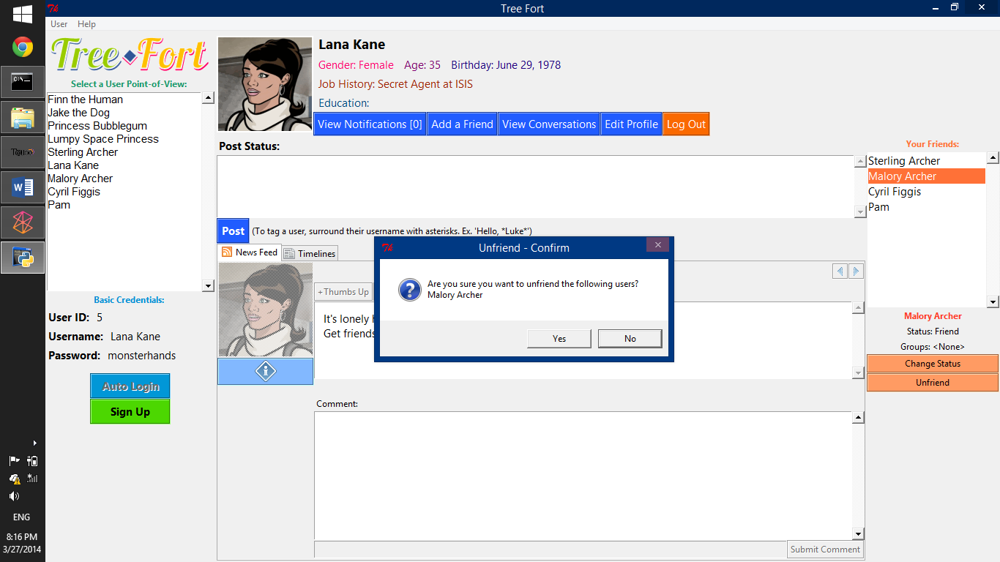 Tree Fort
User Help
Tree Fort
Select a User Point-of-View:
Finn the Human
Jake the Dog
Princess Bubblegum
Lumpy Space Princess
Sterling Archer
Lana Kane
Malory Archer
Cyril Figgis
Pam
Basic Credentials:
User ID: 5
Username: Lana Kane
Password: monsterhands
Auto Login
Sign Up
Lana Kane
Gender: Female Age: 35 Birthday: June 29, 1978
Job History: Secret Agent at ISIS
Education:
View Notifications [0] Add a Friend View Conversations Edit Profile Log Out
Post Status:
Post (To tag a user, surround their username with asterisks. Ex. 'Hello, *Luke*')
News Feed Timelines
+Thumbs Up
It's lonely
Get friends
Unfriend - Confirm
Are you sure you want to unfriend the following users?
Malory Archer
Yes No
Comment:
Submit Comment
Your Friends:
Sterling Archer
Malory Archer
Cyril Figgis
Pam
Malory Archer
Status: Friend
Groups: <None>
Change Status
Unfriend
C:\_
W
ENG
8:16 PM
3/27/2014